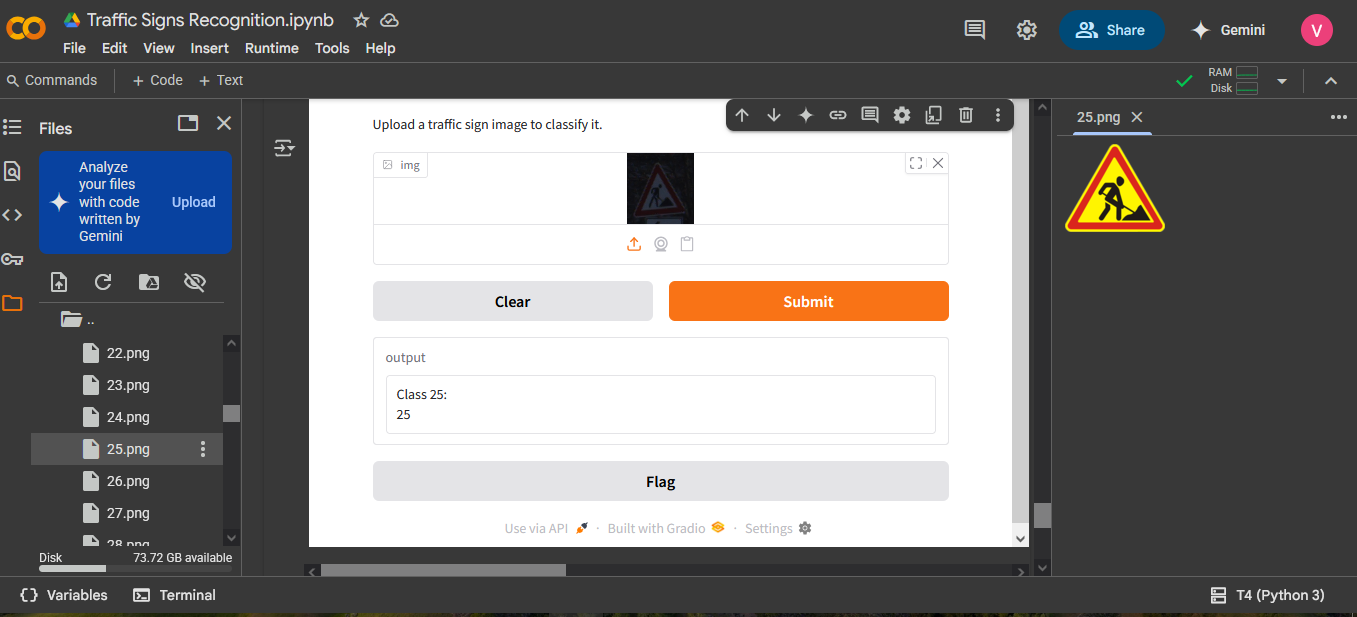 Traffic Signs Recognition.ipynb
File Edit View Insert Runtime Tools Help
Share
Gemini
V
Commands
+ Code + Text
RAM
Disk
Files
Analyze
your files
with code
written by
Gemini
Upload
..
22.png
23.png
24.png
25.png
26.png
27.png
28.png
Disk 73.72 GB available
Upload a traffic sign image to classify it.
img
Clear
Submit
output
Class 25:
25
Flag
Use via API · Built with Gradio · Settings
25.png
Variables
Terminal
T4 (Python 3)